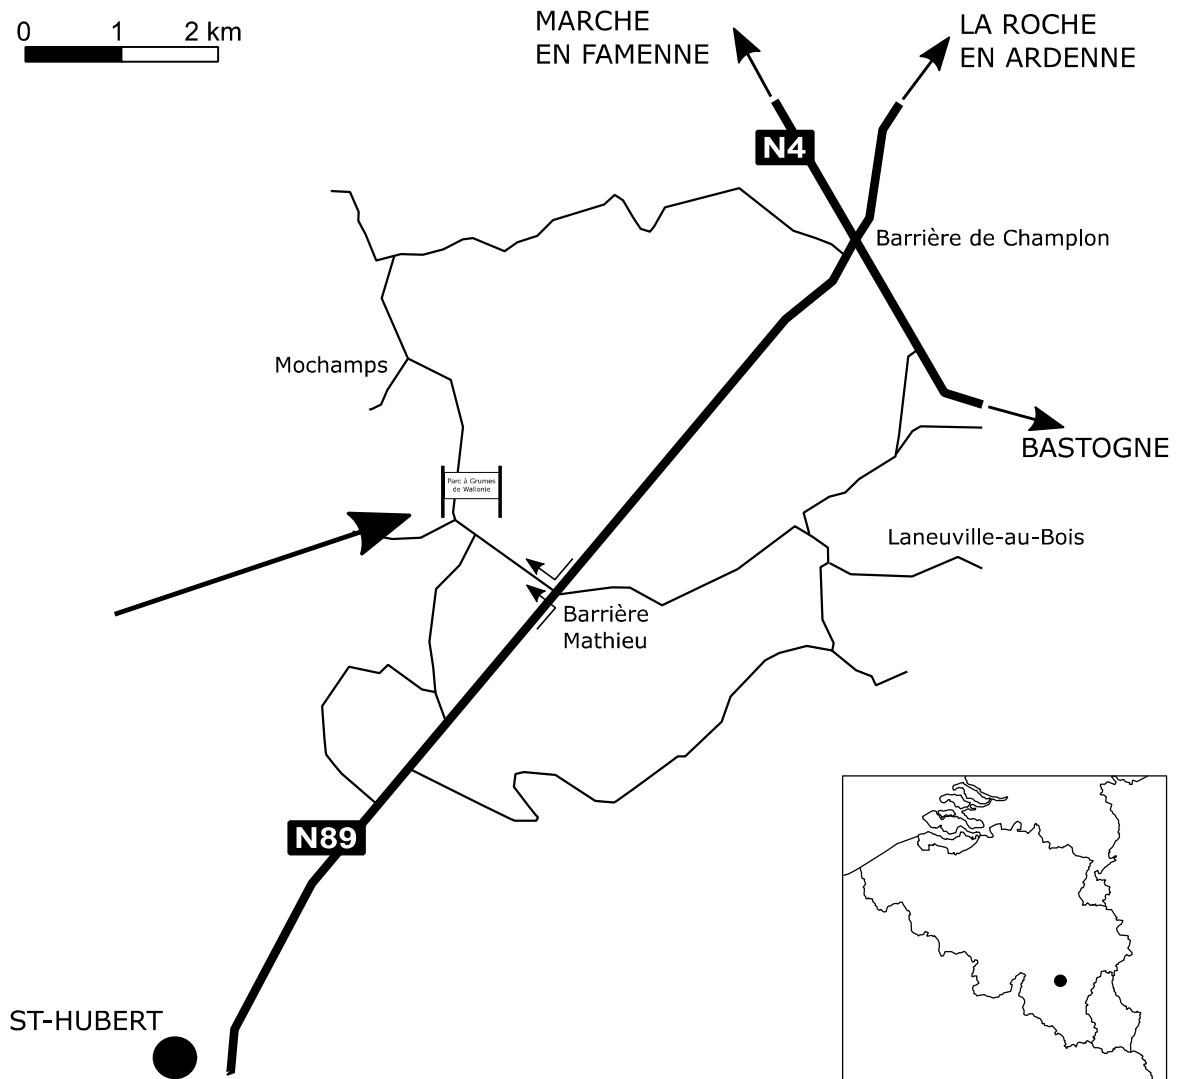 0 1 2 km
MARCHE
EN FAMENNE
LA ROCHE
EN ARDENNE
N4
Barrière de Champlon
Mochamps
BASTOGNE
Parc à Grumes
de Wallonie
Laneuville-au-Bois
Barrière
Mathieu
N89
ST-HUBERT